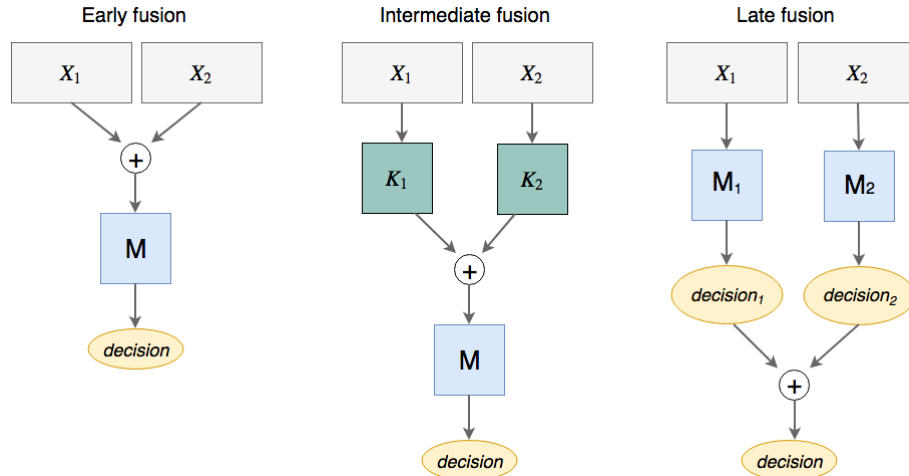 Early fusion
X₁ X₂
+
M
decision
Intermediate fusion
X₁ X₂
K₁ K₂
+
M
decision
Late fusion
X₁ X₂
M₁ M₂
decision₁ decision₂
+
decision